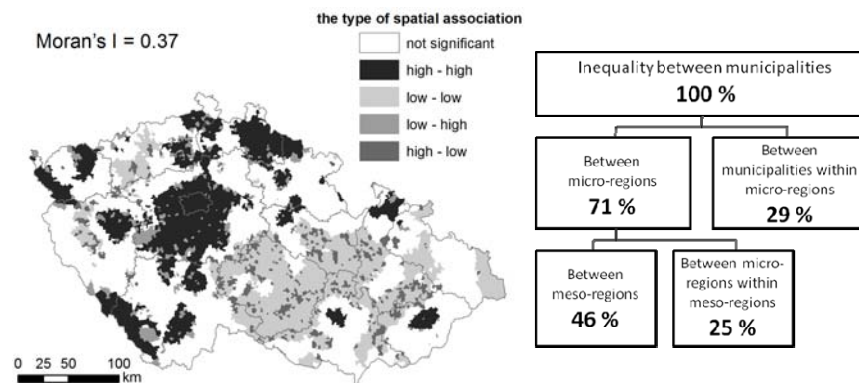 the type of spatial association
Moran's I = 0.37
not significant
high - high
low - low
low - high
high - low
0 25 50 100
km
Inequality between municipalities
100 %
Between
micro-regions
71 %
Between
municipalities within
micro-regions
29 %
Between
meso-regions
46 %
Between micro-
regions within
meso-regions
25 %